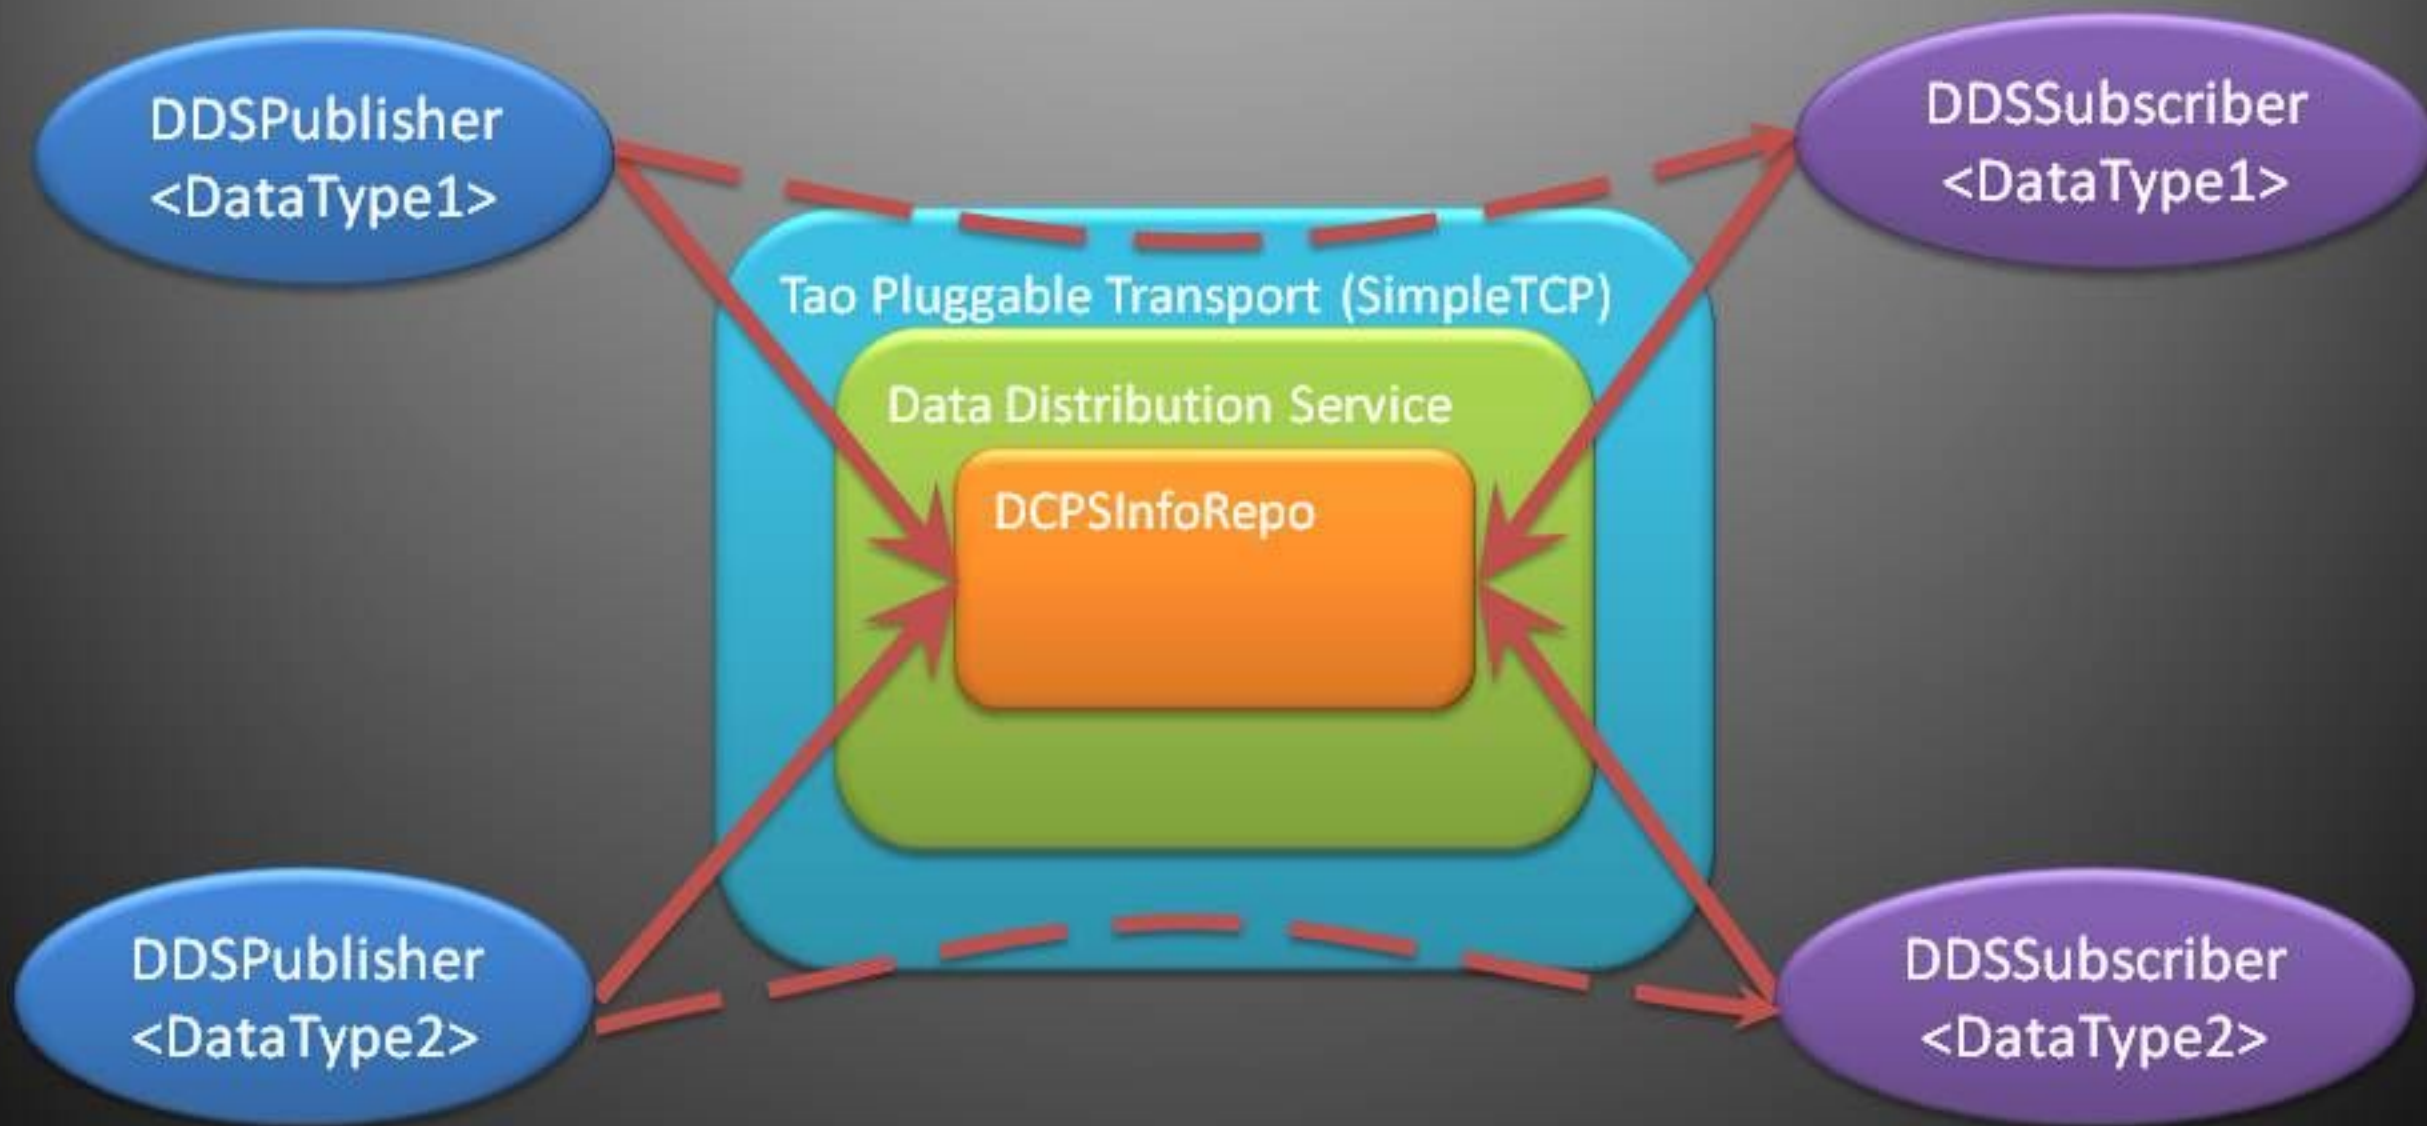 DDSPublisher
<DataType1>
DDSSubscriber
<DataType1>
Tao Pluggable Transport (SimpleTCP)
Data Distribution Service
DCPSInfoRepo
DDSPublisher
<DataType2>
DDSSubscriber
<DataType2>